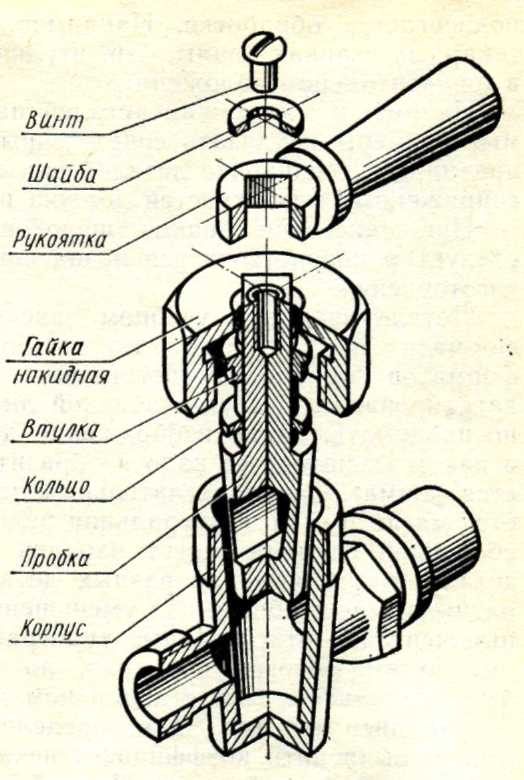 Винт
Шайба
Рукоятка
Гайка
накидная
Втулка
Кольцо
Пробка
Корпус